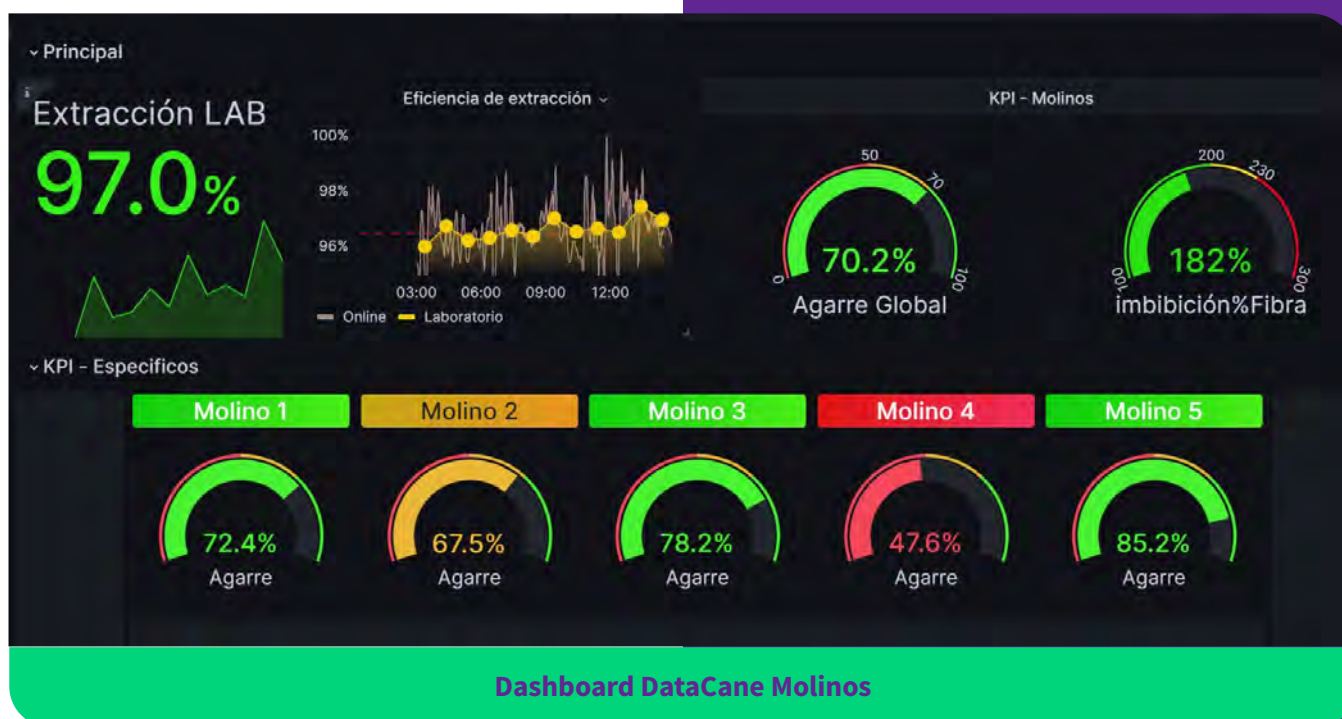 Principal
Extracción LAB
97.0%
Eficiencia de extracción
100%
98%
96%
03:00 06:00 09:00 12:00
Online Laboratorio
KPI - Molinos
0 50 70 100
70.2%
Agarre Global
200 230 300
182%
imbibición%Fibra
KPI - Especificos
Molino 1 Molino 2 Molino 3 Molino 4 Molino 5
72.4% 67.5% 78.2% 47.6% 85.2%
Agarre Agarre Agarre Agarre Agarre
Dashboard DataCane Molinos